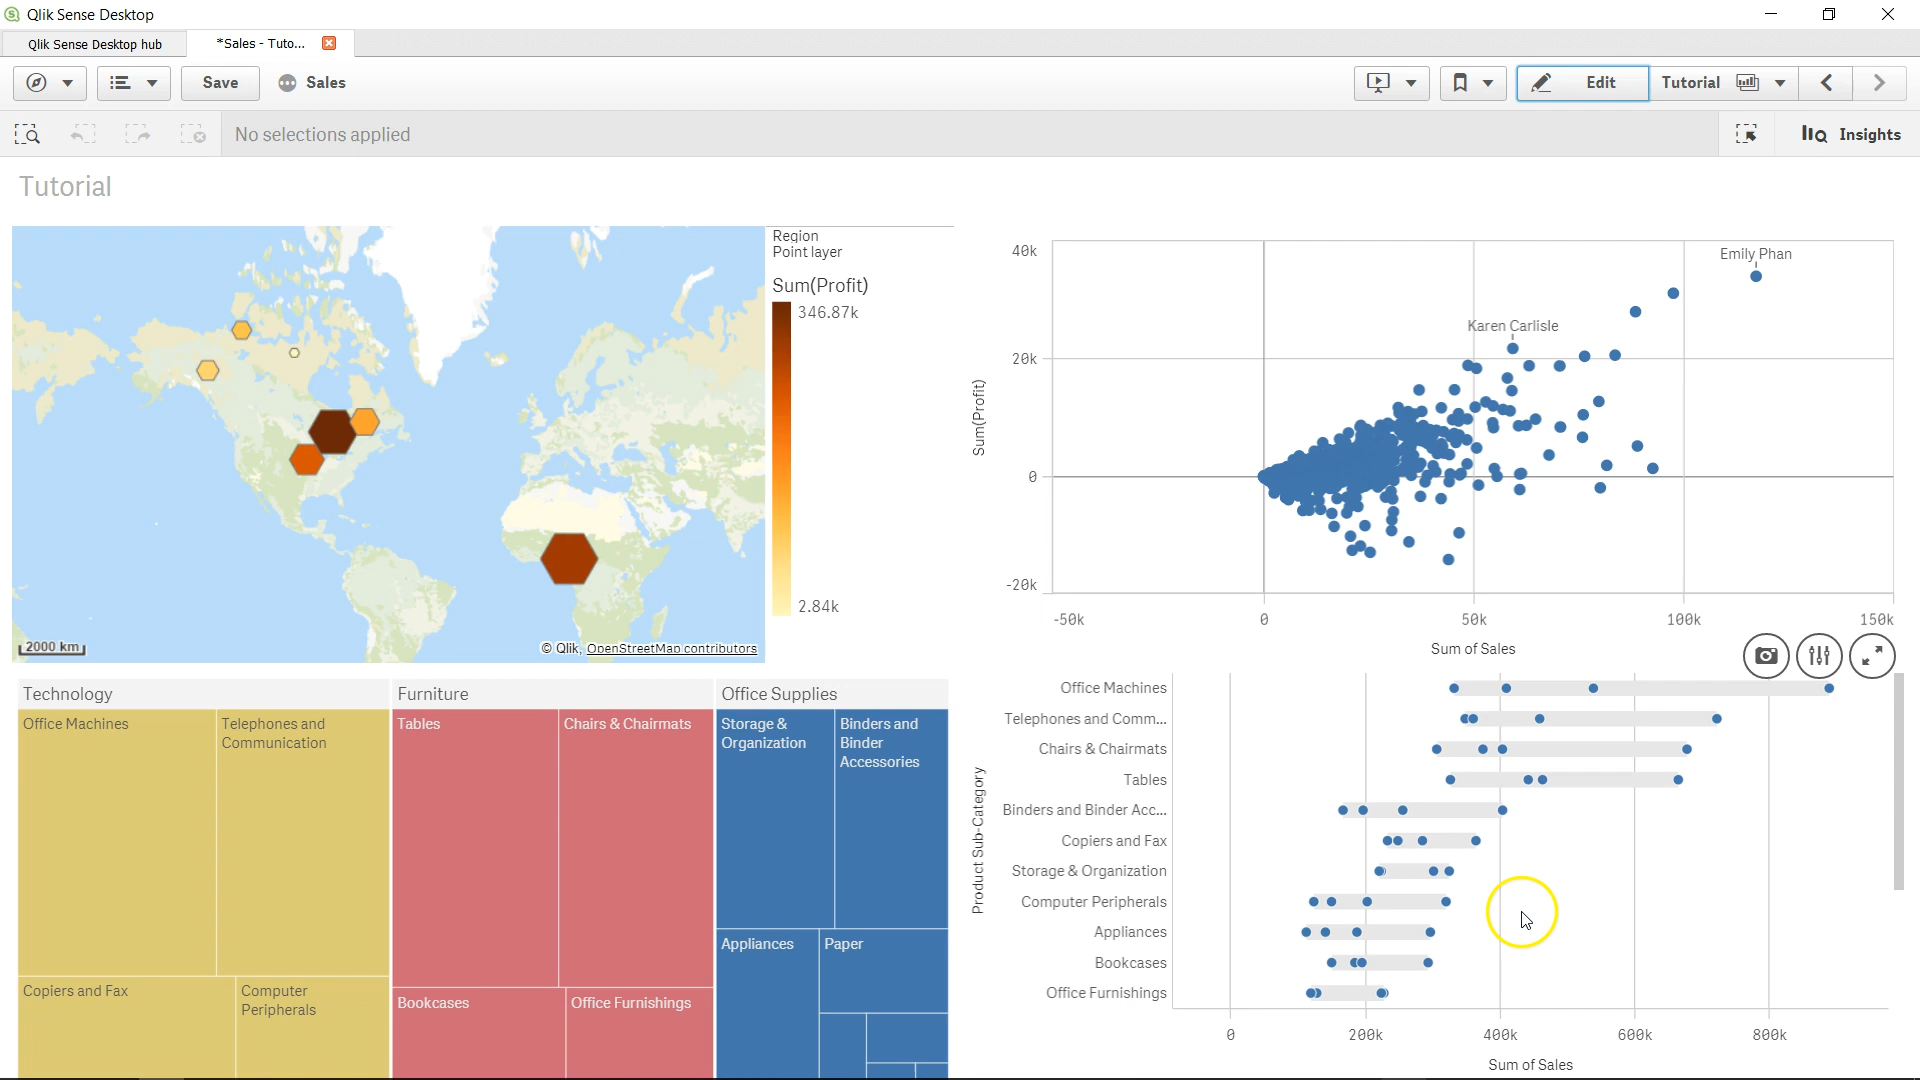 Qlik Sense Desktop
Qlik Sense Desktop hub
*Sales - Tuto...
Save
Sales
Edit
Tutorial
No selections applied
Insights
Tutorial
Region
Point layer
Sum(Profit)
346.87k
2.84k
2000 km
© Qlik, OpenStreetMap contributors
Sum(Profit)
40k
20k
0
-20k
Emily Phan
Karen Carlisle
-50k
0
50k
100k
150k
Sum of Sales
Technology
Office Machines
Telephones and
Communication
Copiers and Fax
Computer
Peripherals
Furniture
Tables
Chairs & Chairmats
Bookcases
Office Furnishings
Office Supplies
Storage &
Organization
Binders and
Binder
Accessories
Appliances
Paper
Product Sub-Category
Office Machines
Telephones and Comm...
Chairs & Chairmats
Tables
Binders and Binder Acc...
Copiers and Fax
Storage & Organization
Computer Peripherals
Appliances
Bookcases
Office Furnishings
0
200k
400k
600k
800k
Sum of Sales